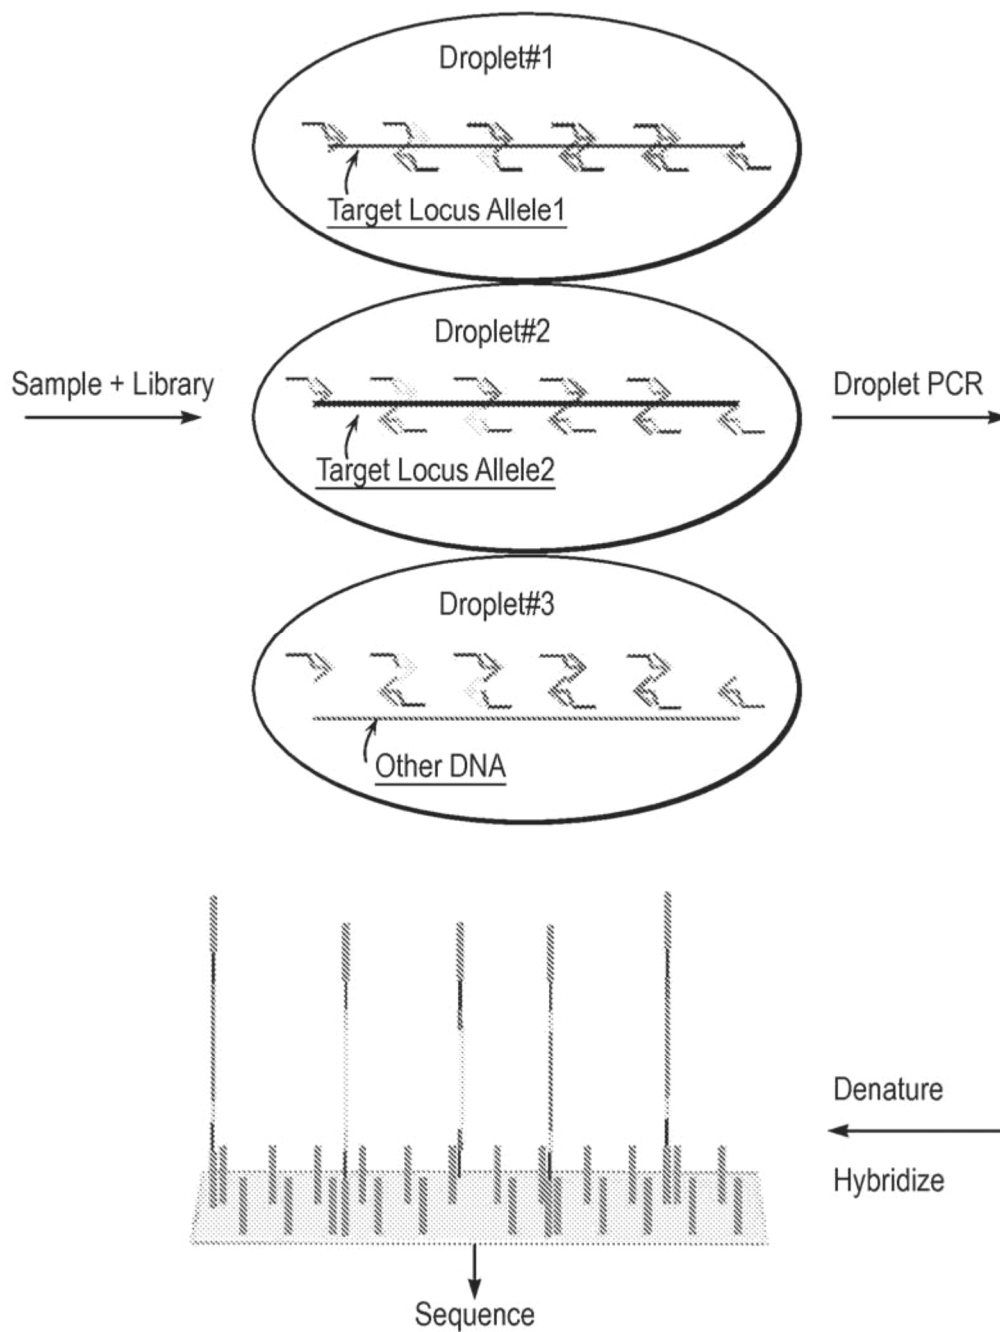 Droplet#1
Target Locus Allele1
Droplet#2
Sample + Library
Droplet PCR
Target Locus Allele2
Droplet#3
Other DNA
Denature
Hybridize
Sequence